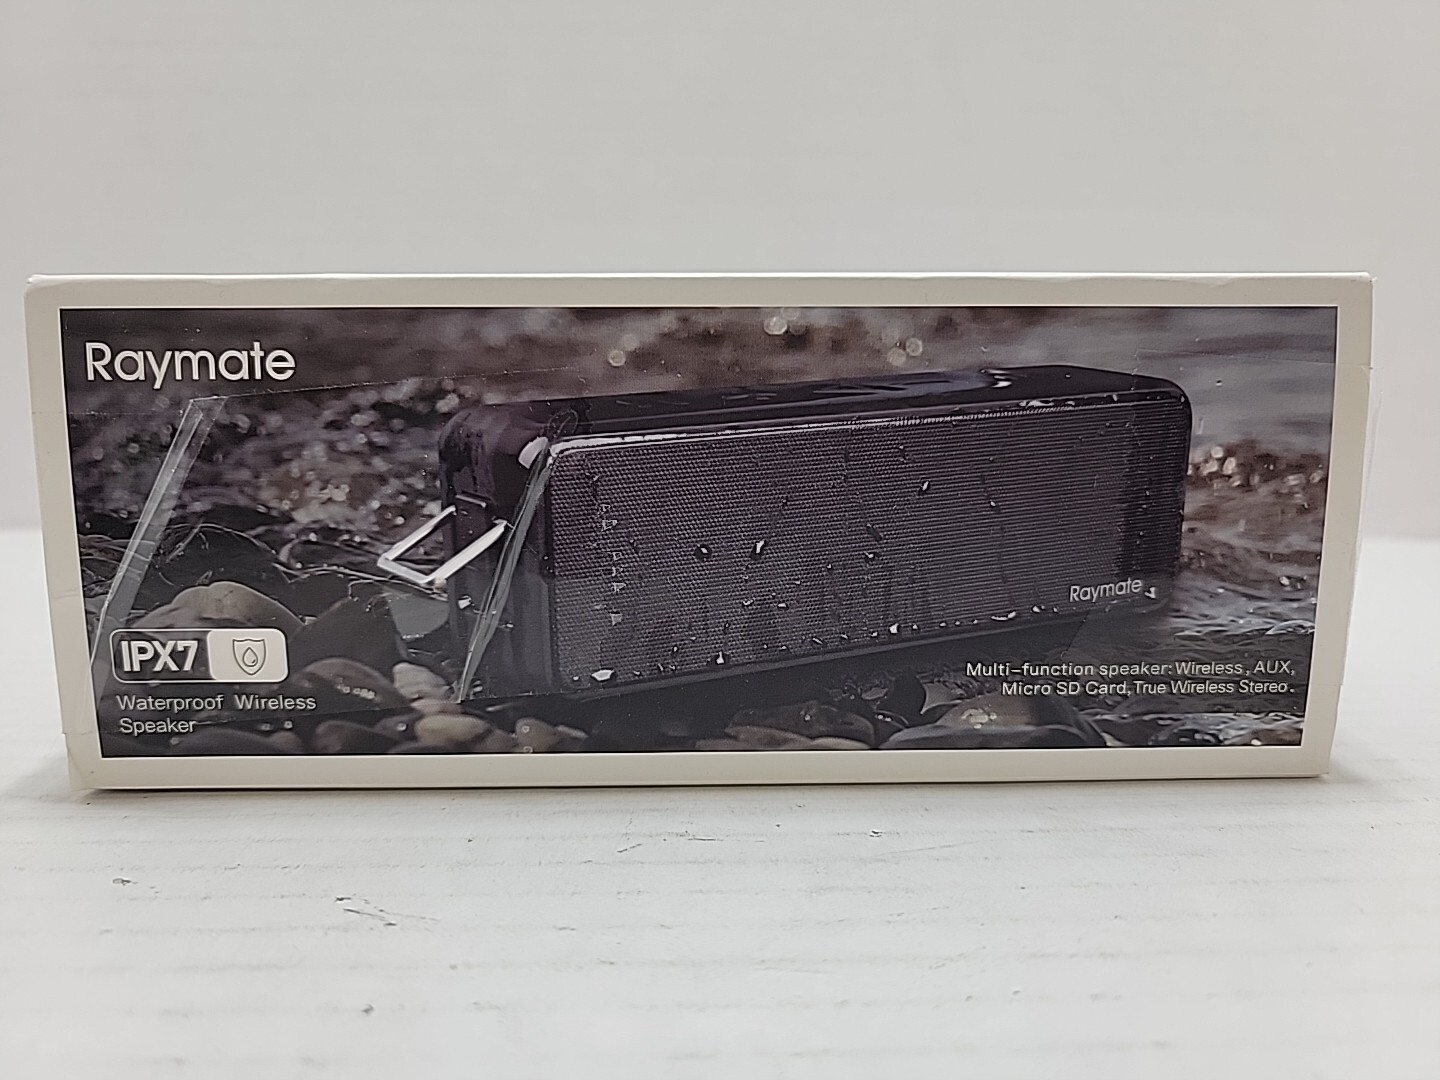 Raymate
Raymate
IPX7
Waterproof Wireless
Speaker
Multi-function speaker: Wireless, AUX,
Micro SD Card, True Wireless Stereo.